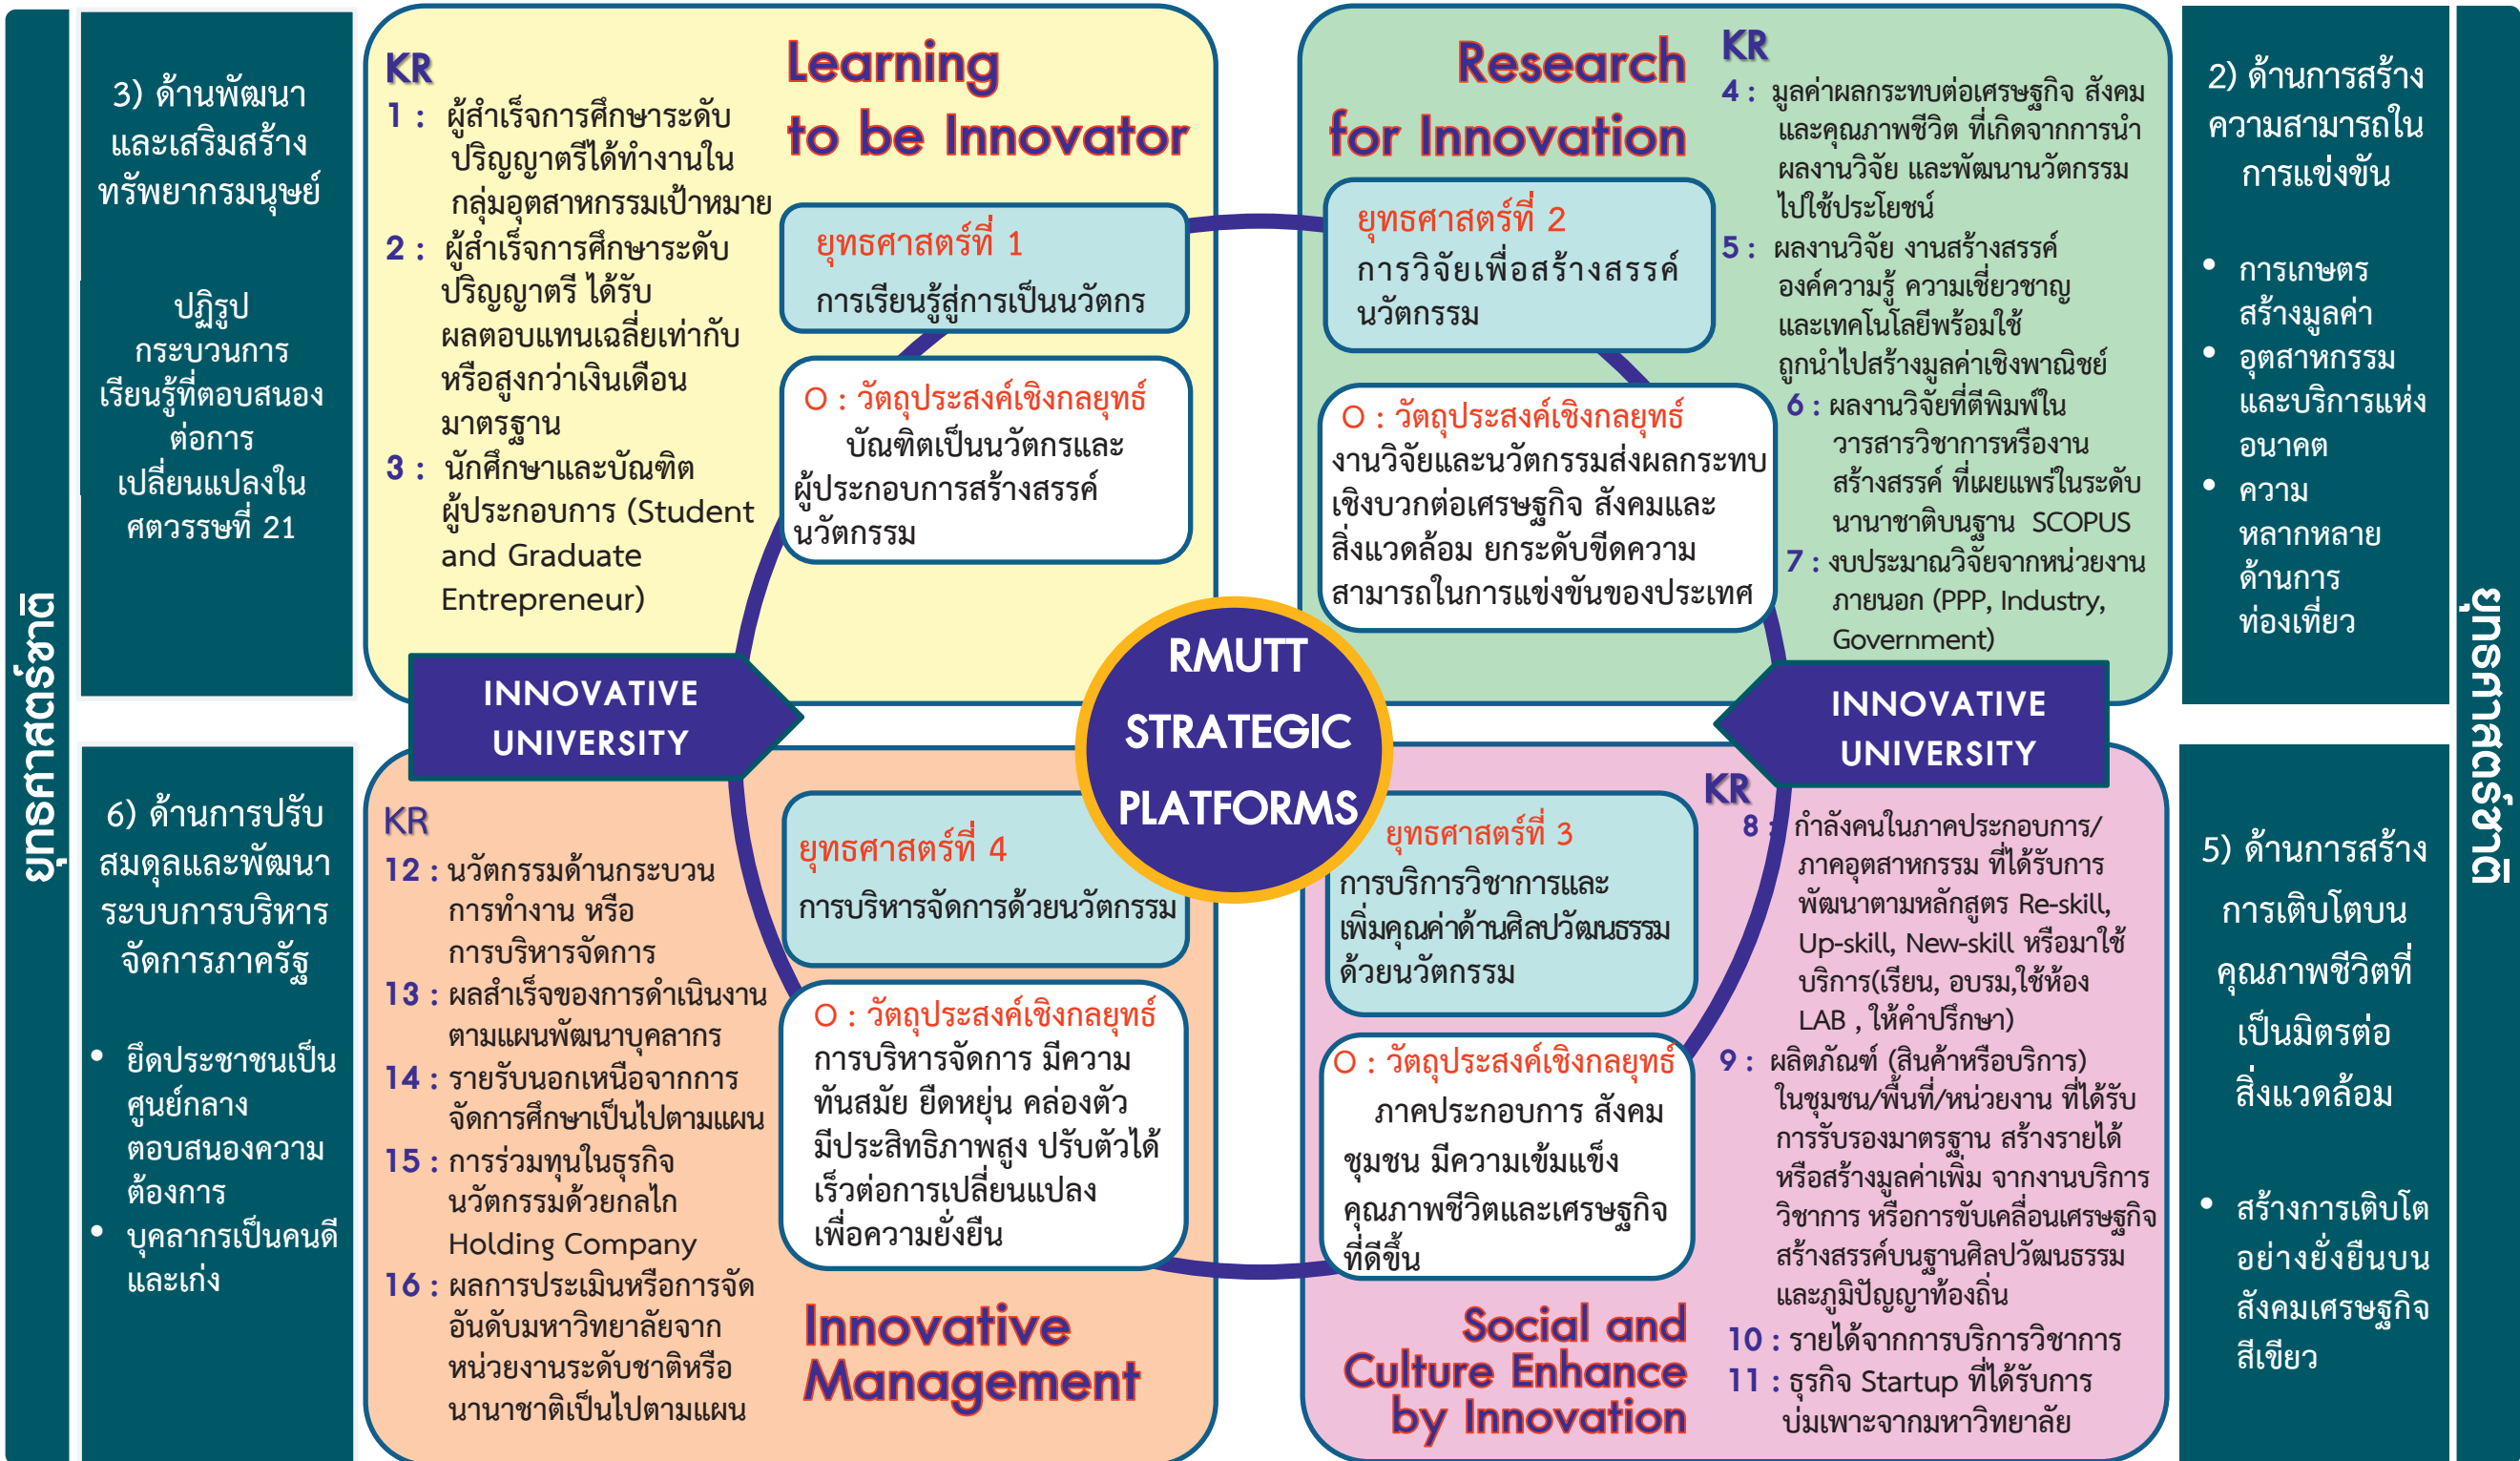 ยุทธศาสตร์ชาติ
3) ด้านพัฒนา
และเสริมสร้าง
ทรัพยากรมนุษย์
ปฏิรูป
กระบวนการ
เรียนรู้ที่ตอบสนอง
ต่อการ
เปลี่ยนแปลงใน
ศตวรรษที่ 21
KR
1 : ผู้สำเร็จการศึกษาระดับ
ปริญญาตรีได้ทำงานใน
กลุ่มอุตสาหกรรมเป้าหมาย
2 : ผู้สำเร็จการศึกษาระดับ
ปริญญาตรี ได้รับ
ผลตอบแทนเฉลี่ยเท่ากับ
หรือสูงกว่าเงินเดือน
มาตรฐาน
3 : นักศึกษาและบัณฑิต
ผู้ประกอบการ (Student
and Graduate
Entrepreneur)
Learning
to be Innovator
ยุทธศาสตร์ที่ 1
การเรียนรู้สู่การเป็นนวัตกร
O : วัตถุประสงค์เชิงกลยุทธ์
บัณฑิตเป็นนวัตกรและ
ผู้ประกอบการสร้างสรรค์
นวัตกรรม
Research
for Innovation
ยุทธศาสตร์ที่ 2
การวิจัยเพื่อสร้างสรรค์
นวัตกรรม
O : วัตถุประสงค์เชิงกลยุทธ์
งานวิจัยและนวัตกรรมส่งผลกระทบ
เชิงบวกต่อเศรษฐกิจ สังคมและ
สิ่งแวดล้อม ยกระดับขีดความ
สามารถในการแข่งขันของประเทศ
KR
4 : มูลค่าผลกระทบต่อเศรษฐกิจ สังคม
และคุณภาพชีวิต ที่เกิดจากการนำ
ผลงานวิจัย และพัฒนานวัตกรรม
ไปใช้ประโยชน์
5 : ผลงานวิจัย งานสร้างสรรค์
องค์ความรู้ ความเชี่ยวชาญ
และเทคโนโลยีพร้อมใช้
ถูกนำไปสร้างมูลค่าเชิงพาณิชย์
6 : ผลงานวิจัยที่ตีพิมพ์ใน
วารสารวิชาการหรืองาน
สร้างสรรค์ ที่เผยแพร่ในระดับ
นานาชาติบนฐาน SCOPUS
7 : งบประมาณวิจัยจากหน่วยงาน
ภายนอก (PPP, Industry,
Government)
2) ด้านการสร้าง
ความสามารถใน
การแข่งขัน
• การเกษตร
สร้างมูลค่า
• อุตสาหกรรม
และบริการแห่ง
อนาคต
• ความ
หลากหลาย
ด้านการ
ท่องเที่ยว
ยุทธศาสตร์ชาติ
INNOVATIVE
UNIVERSITY
RMUTT
STRATEGIC
PLATFORMS
INNOVATIVE
UNIVERSITY
6) ด้านการปรับ
สมดุลและพัฒนา
ระบบการบริหาร
จัดการภาครัฐ
• ยึดประชาชนเป็น
ศูนย์กลาง
ตอบสนองความ
ต้องการ
• บุคลากรเป็นคนดี
และเก่ง
KR
12 : นวัตกรรมด้านกระบวน
การทำงาน หรือ
การบริหารจัดการ
13 : ผลสำเร็จของการดำเนินงาน
ตามแผนพัฒนาบุคลากร
14 : รายรับนอกเหนือจากการ
จัดการศึกษาเป็นไปตามแผน
15 : การร่วมทุนในธุรกิจ
นวัตกรรมด้วยกลไก
Holding Company
16 : ผลการประเมินหรือการจัด
อันดับมหาวิทยาลัยจาก
หน่วยงานระดับชาติหรือ
นานาชาติเป็นไปตามแผน
ยุทธศาสตร์ที่ 4
การบริหารจัดการด้วยนวัตกรรม
O : วัตถุประสงค์เชิงกลยุทธ์
การบริหารจัดการ มีความ
ทันสมัย ยืดหยุ่น คล่องตัว
มีประสิทธิภาพสูง ปรับตัวได้
เร็วต่อการเปลี่ยนแปลง
เพื่อความยั่งยืน
Innovative
Management
ยุทธศาสตร์ที่ 3
การบริการวิชาการและ
เพิ่มคุณค่าด้านศิลปวัฒนธรรม
ด้วยนวัตกรรม
O : วัตถุประสงค์เชิงกลยุทธ์
ภาคประกอบการ สังคม
ชุมชน มีความเข้มแข็ง
คุณภาพชีวิตและเศรษฐกิจ
ที่ดีขึ้น
Social and
Culture Enhance
by Innovation
KR
8 : กำลังคนในภาคประกอบการ/
ภาคอุตสาหกรรม ที่ได้รับการ
พัฒนาตามหลักสูตร Re-skill,
Up-skill, New-skill หรือมาใช้
บริการ(เรียน, อบรม,ใช้ห้อง
LAB , ให้คำปรึกษา)
9 : ผลิตภัณฑ์ (สินค้าหรือบริการ)
ในชุมชน/พื้นที่/หน่วยงาน ที่ได้รับ
การรับรองมาตรฐาน สร้างรายได้
หรือสร้างมูลค่าเพิ่ม จากงานบริการ
วิชาการ หรือการขับเคลื่อนเศรษฐกิจ
สร้างสรรค์บนฐานศิลปวัฒนธรรม
และภูมิปัญญาท้องถิ่น
10 : รายได้จากการบริการวิชาการ
11 : ธุรกิจ Startup ที่ได้รับการ
บ่มเพาะจากมหาวิทยาลัย
5) ด้านการสร้าง
การเติบโตบน
คุณภาพชีวิตที่
เป็นมิตรต่อ
สิ่งแวดล้อม
• สร้างการเติบโต
อย่างยั่งยืนบน
สังคมเศรษฐกิจ
สีเขียว